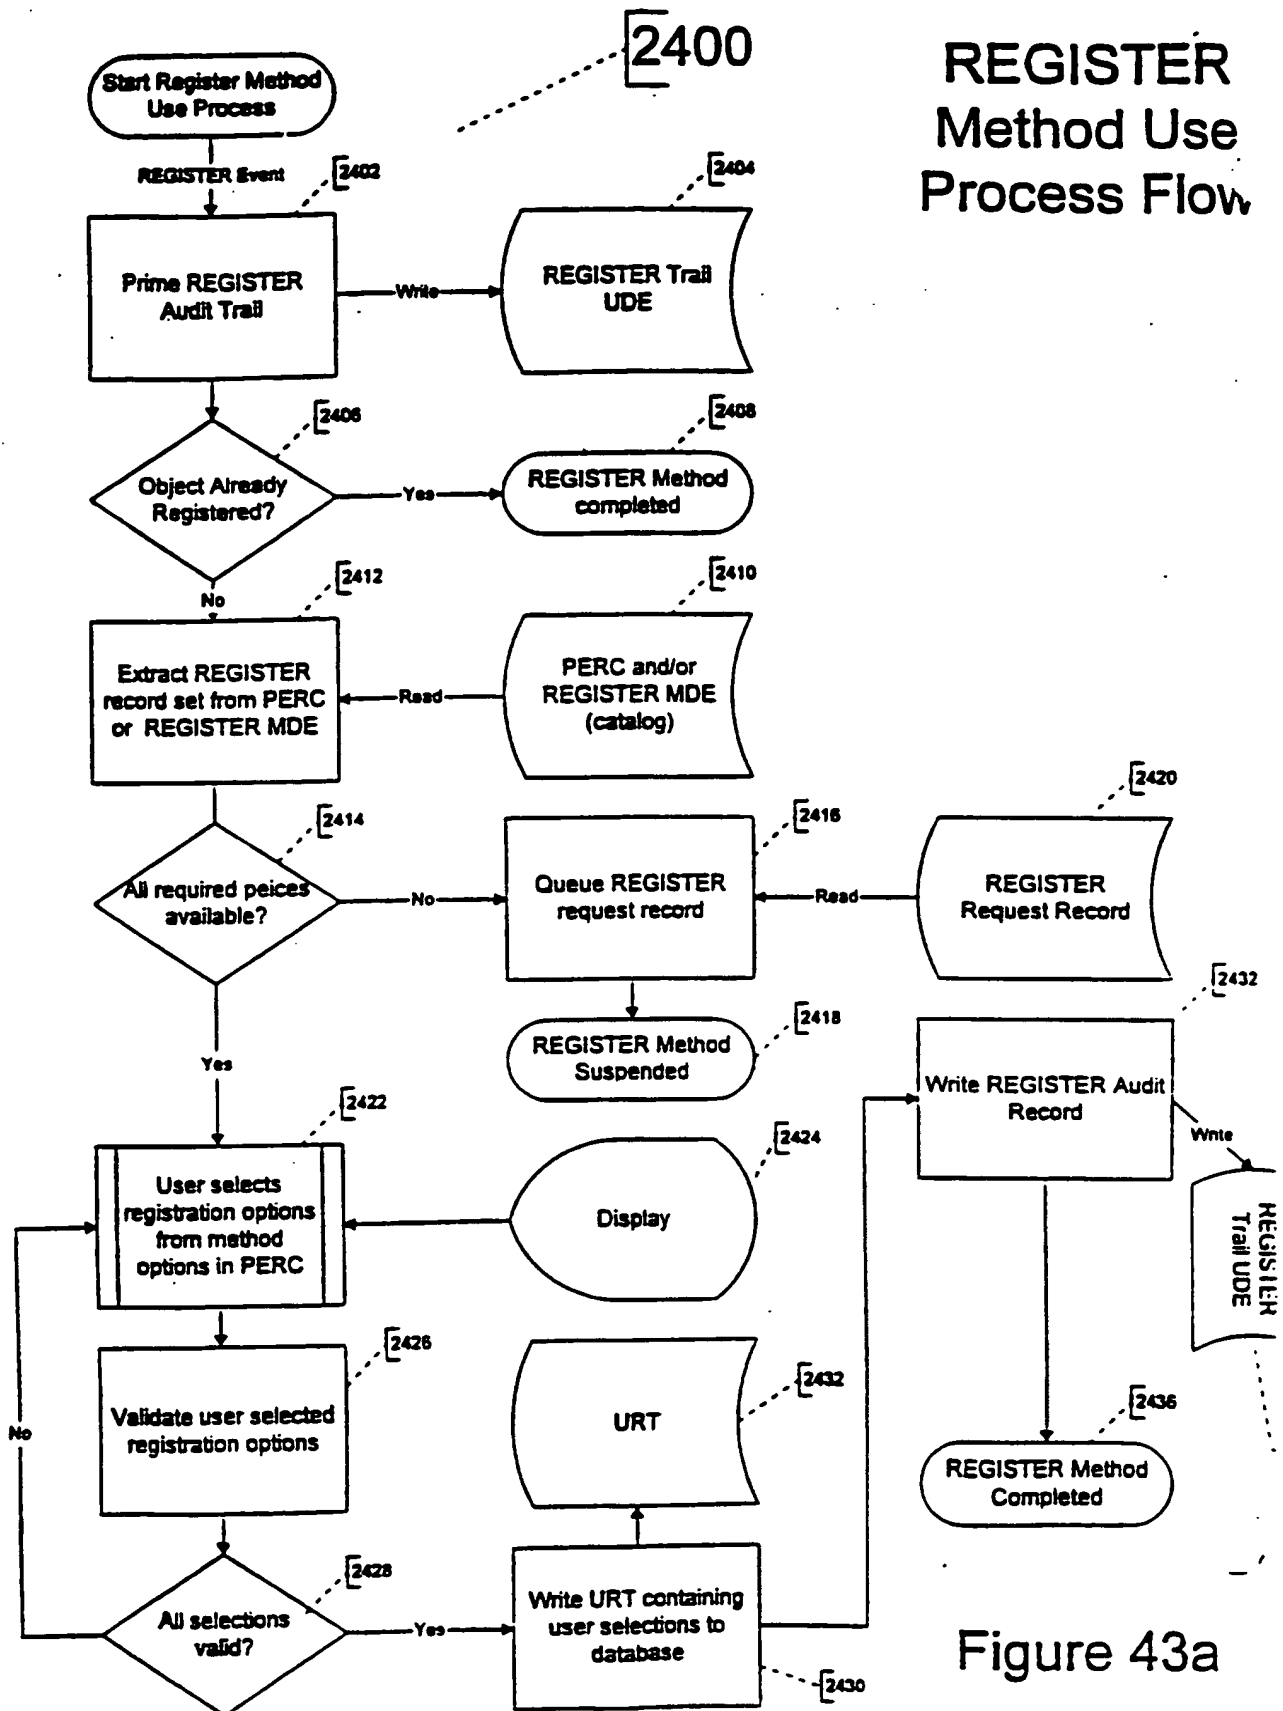 2400
REGISTER
Method Use
Process Flow
Start Register Method
Use Process
REGISTER Event
2402
Prime REGISTER
Audit Trail
Write
2404
REGISTER Trail
UDE
2406
Object Already
Registered?
Yes
2408
REGISTER Method
completed
No
2412
Extract REGISTER
record set from PERC
or REGISTER MDE
Read
2410
PERC and/or
REGISTER MDE
(catalog)
2414
All required peices
available?
No
2416
Queue REGISTER
request record
Read
2420
REGISTER
Request Record
2418
REGISTER Method
Suspended
Yes
2422
User selects
registration options
from method
options in PERC
2424
Display
2426
Validate user selected
registration options
No
2428
All selections
valid?
Yes
2432
URT
Write URT containing
user selections to
database
2430
2432
Write REGISTER Audit
Record
Write
REGISTER
Trail UDE
2436
REGISTER Method
Completed
Figure 43a